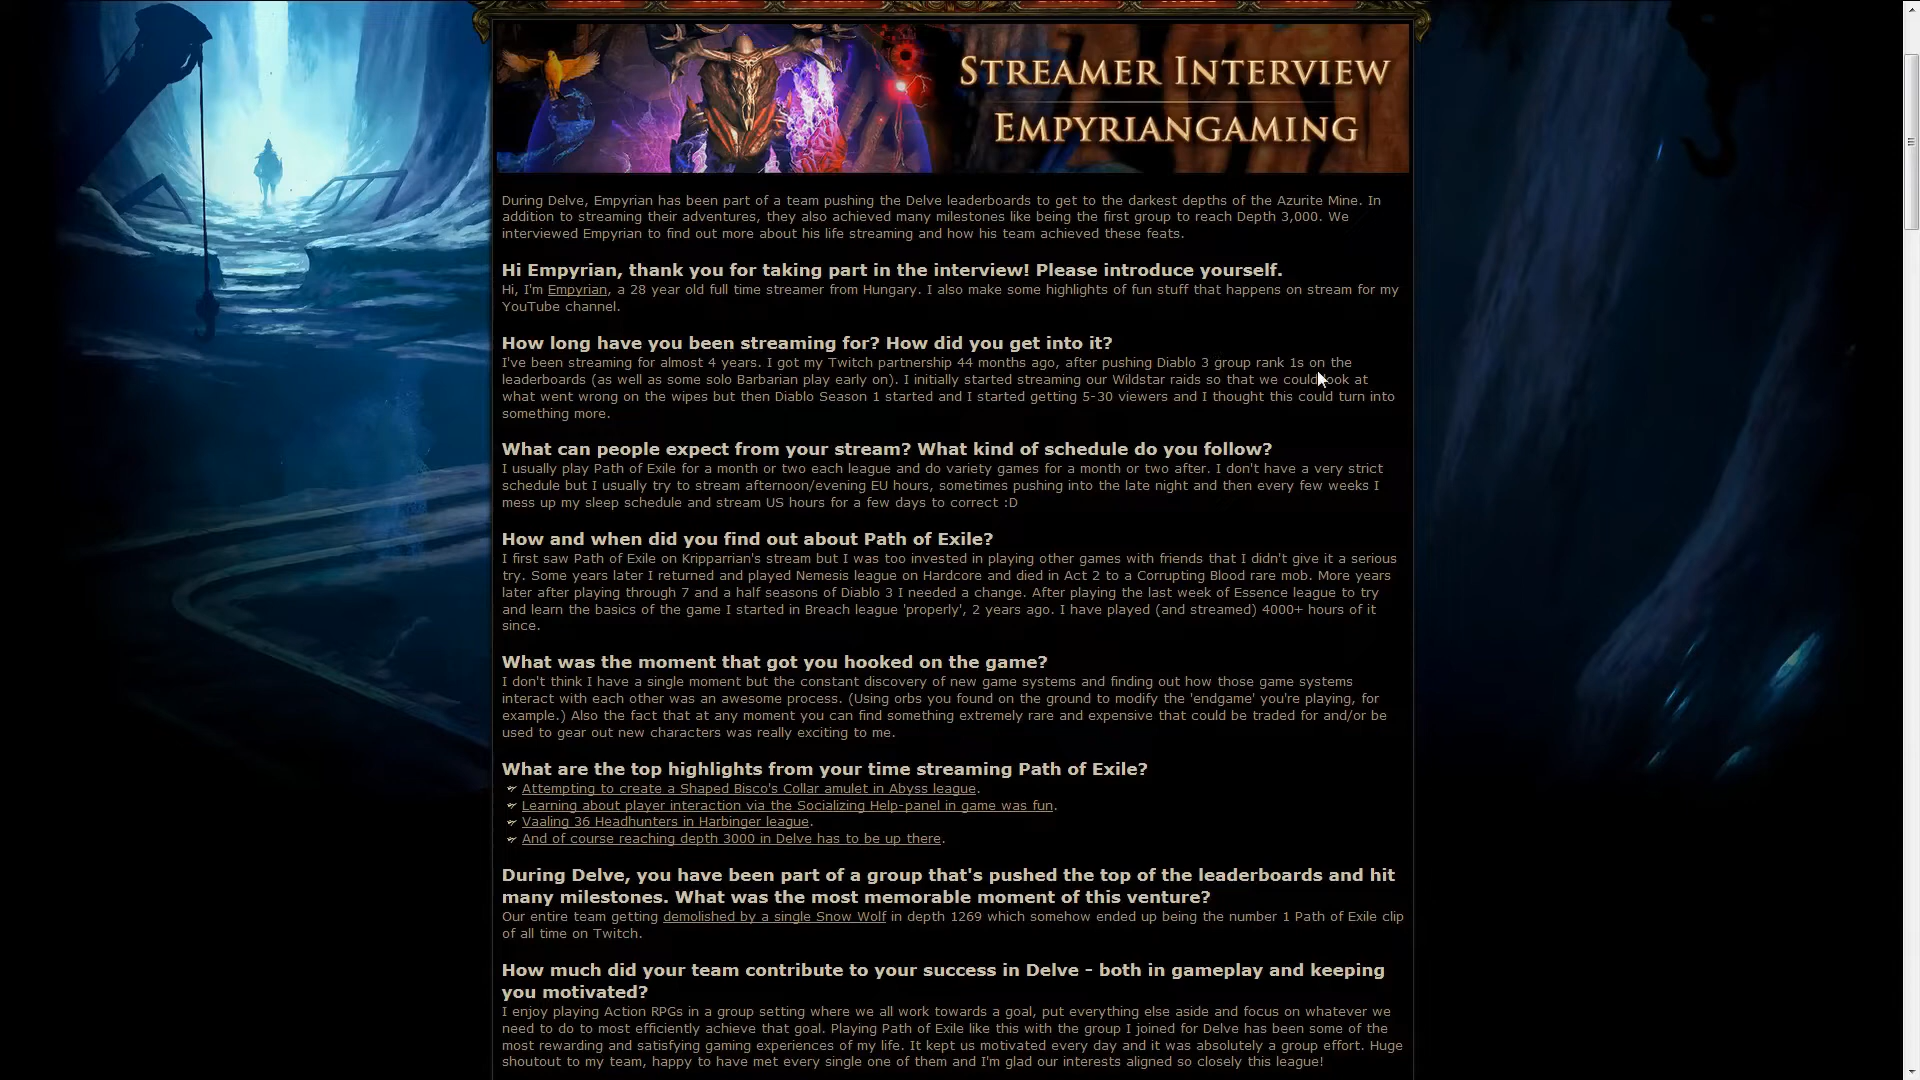 STREAMER INTERVIEW
EMPYRIANGAMING
During Delve, Empyrian has been part of a team pushing the Delve leaderboards to get to the darkest depths of the Azurite Mine. In
addition to streaming their adventures, they also achieved many milestones like being the first group to reach Depth 3,000. We
interviewed Empyrian to find out more about his life streaming and how his team achieved these feats.
Hi Empyrian, thank you for taking part in the interview! Please introduce yourself.
Hi, I'm Empyrian, a 28 year old full time streamer from Hungary. I also make some highlights of fun stuff that happens on stream for my
YouTube channel.
How long have you been streaming for? How did you get into it?
I've been streaming for almost 4 years. I got my Twitch partnership 44 months ago, after pushing Diablo 3 group rank 1s on the
leaderboards (as well as some solo Barbarian play early on). I initially started streaming our Wildstar raids so that we could look at
what went wrong on the wipes but then Diablo Season 1 started and I started getting 5-30 viewers and I thought this could turn into
something more.
What can people expect from your stream? What kind of schedule do you follow?
I usually play Path of Exile for a month or two each league and do variety games for a month or two after. I don't have a very strict
schedule but I usually try to stream afternoon/evening EU hours, sometimes pushing into the late night and then every few weeks I
mess up my sleep schedule and stream US hours for a few days to correct :D
How and when did you find out about Path of Exile?
I first saw Path of Exile on Kripparrian's stream but I was too invested in playing other games with friends that I didn't give it a serious
try. Some years later I returned and played Nemesis league on Hardcore and died in Act 2 to a Corrupting Blood rare mob. More years
later after playing through 7 and a half seasons of Diablo 3 I needed a change. After playing the last week of Essence league to try
and learn the basics of the game I started in Breach league 'properly', 2 years ago. I have played (and streamed) 4000+ hours of it
since.
What was the moment that got you hooked on the game?
I don't think I have a single moment but the constant discovery of new game systems and finding out how those game systems
interact with each other was an awesome process. (Using orbs you found on the ground to modify the 'endgame' you're playing, for
example.) Also the fact that at any moment you can find something extremely rare and expensive that could be traded for and/or be
used to gear out new characters was really exciting to me.
What are the top highlights from your time streaming Path of Exile?
Attempting to create a Shaped Bisco's Collar amulet in Abyss league.
Learning about player interaction via the Socializing Help-panel in game was fun.
Vaaling 36 Headhunters in Harbinger league.
And of course reaching depth 3000 in Delve has to be up there.
During Delve, you have been part of a group that's pushed the top of the leaderboards and hit
many milestones. What was the most memorable moment of this venture?
Our entire team getting demolished by a single Snow Wolf in depth 1269 which somehow ended up being the number 1 Path of Exile clip
of all time on Twitch.
How much did your team contribute to your success in Delve - both in gameplay and keeping
you motivated?
I enjoy playing Action RPGs in a group setting where we all work towards a goal, put everything else aside and focus on whatever we
need to do to most efficiently achieve that goal. Playing Path of Exile like this with the group I joined for Delve has been some of the
most rewarding and satisfying gaming experiences of my life. It kept us motivated every day and it was absolutely a group effort. Huge
shoutout to my team, happy to have met every single one of them and I'm glad our interests aligned so closely this league!